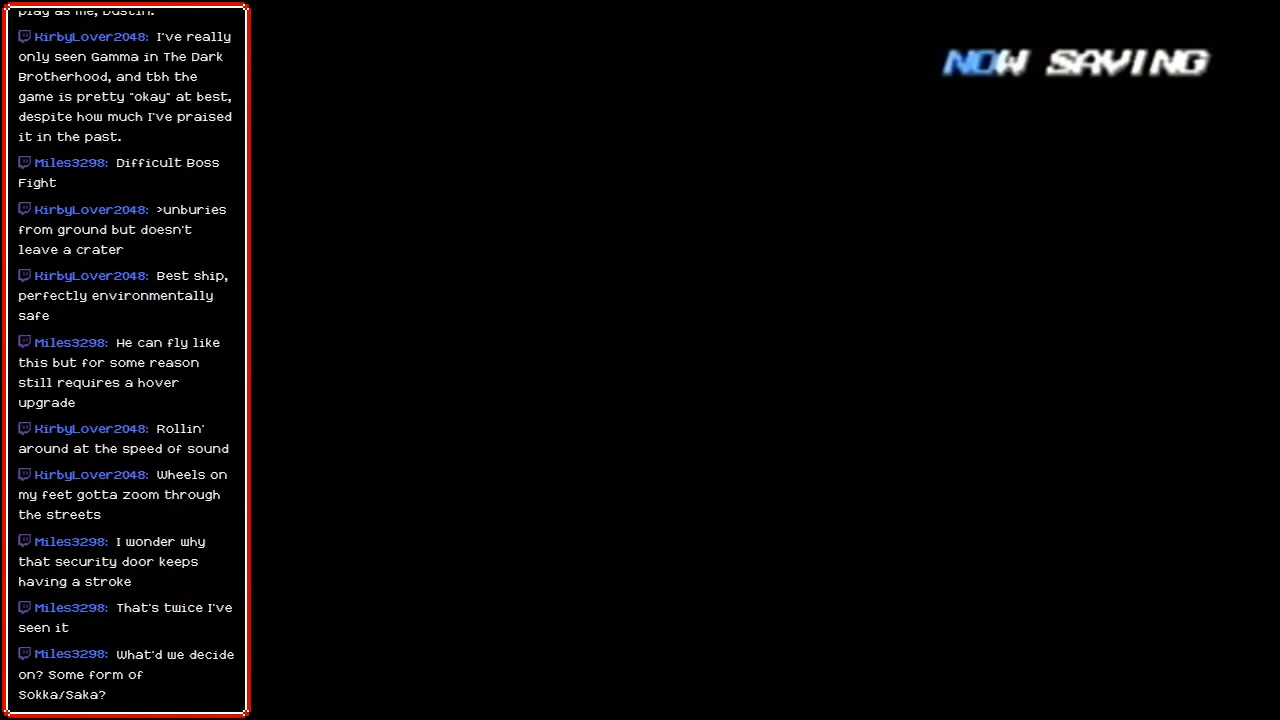 play as me, Dustin.
KirbyLover2048: I've really
only seen Gamma in The Dark
Brotherhood, and tbh the
game is pretty "okay" at best,
despite how much I've praised
it in the past.
Miles3298: Difficult Boss
Fight
KirbyLover2048: >unburies
from ground but doesn't
leave a crater
KirbyLover2048: Best ship,
perfectly environmentally
safe
Miles3298: He can fly like
this but for some reason
still requires a hover
upgrade
KirbyLover2048: Rollin'
around at the speed of sound
KirbyLover2048: Wheels on
my feet gotta zoom through
the streets
Miles3298: I wonder why
that security door keeps
having a stroke
Miles3298: That's twice I've
seen it
Miles3298: What'd we decide
on? Some form of
Sokka/Saka?
NOW SAVING